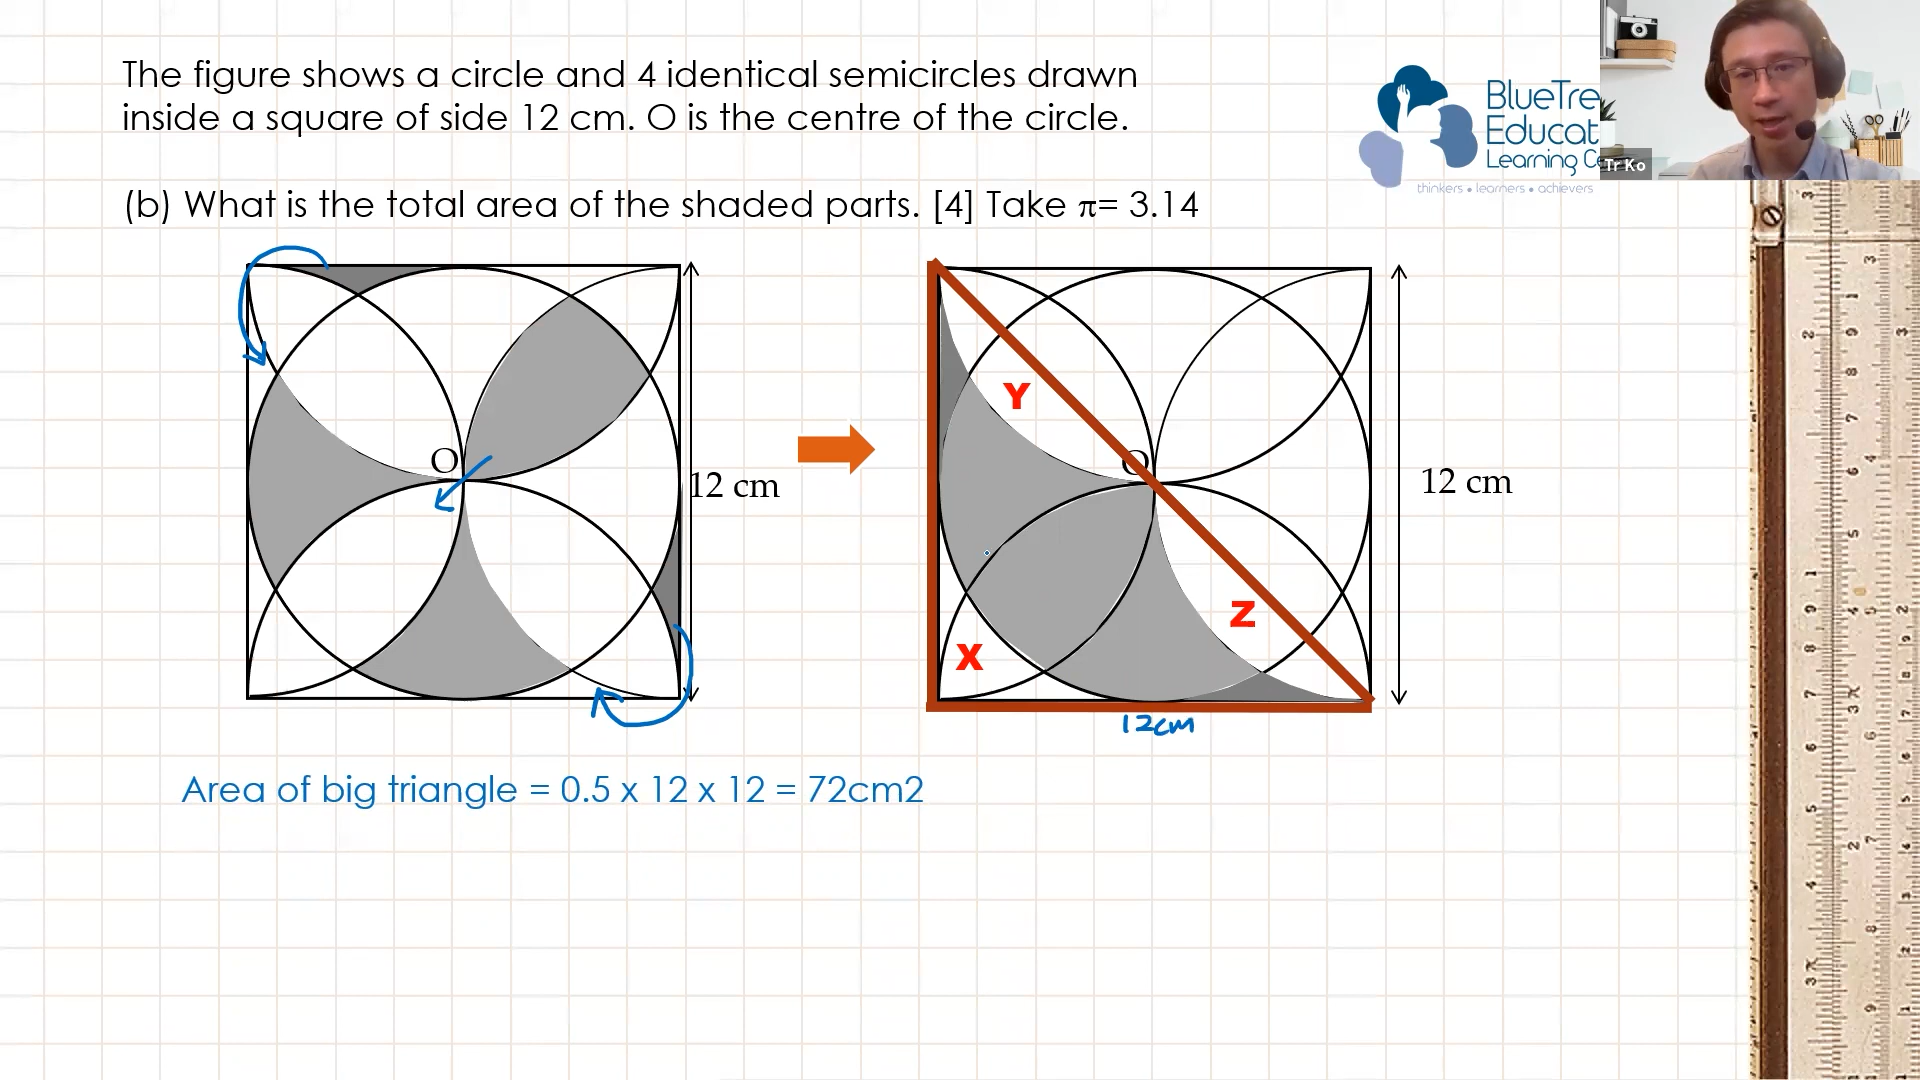 The figure shows a circle and 4 identical semicircles drawn
inside a square of side 12 cm. O is the centre of the circle.
(b) What is the total area of the shaded parts. [4] Take π= 3.14
BlueTre
Educat
Learning Ce
thinkers • learners • achievers
Tr Ko
O
12 cm
Y
O
Z
X
12 cm
12cm
Area of big triangle = 0.5 x 12 x 12 = 72cm2